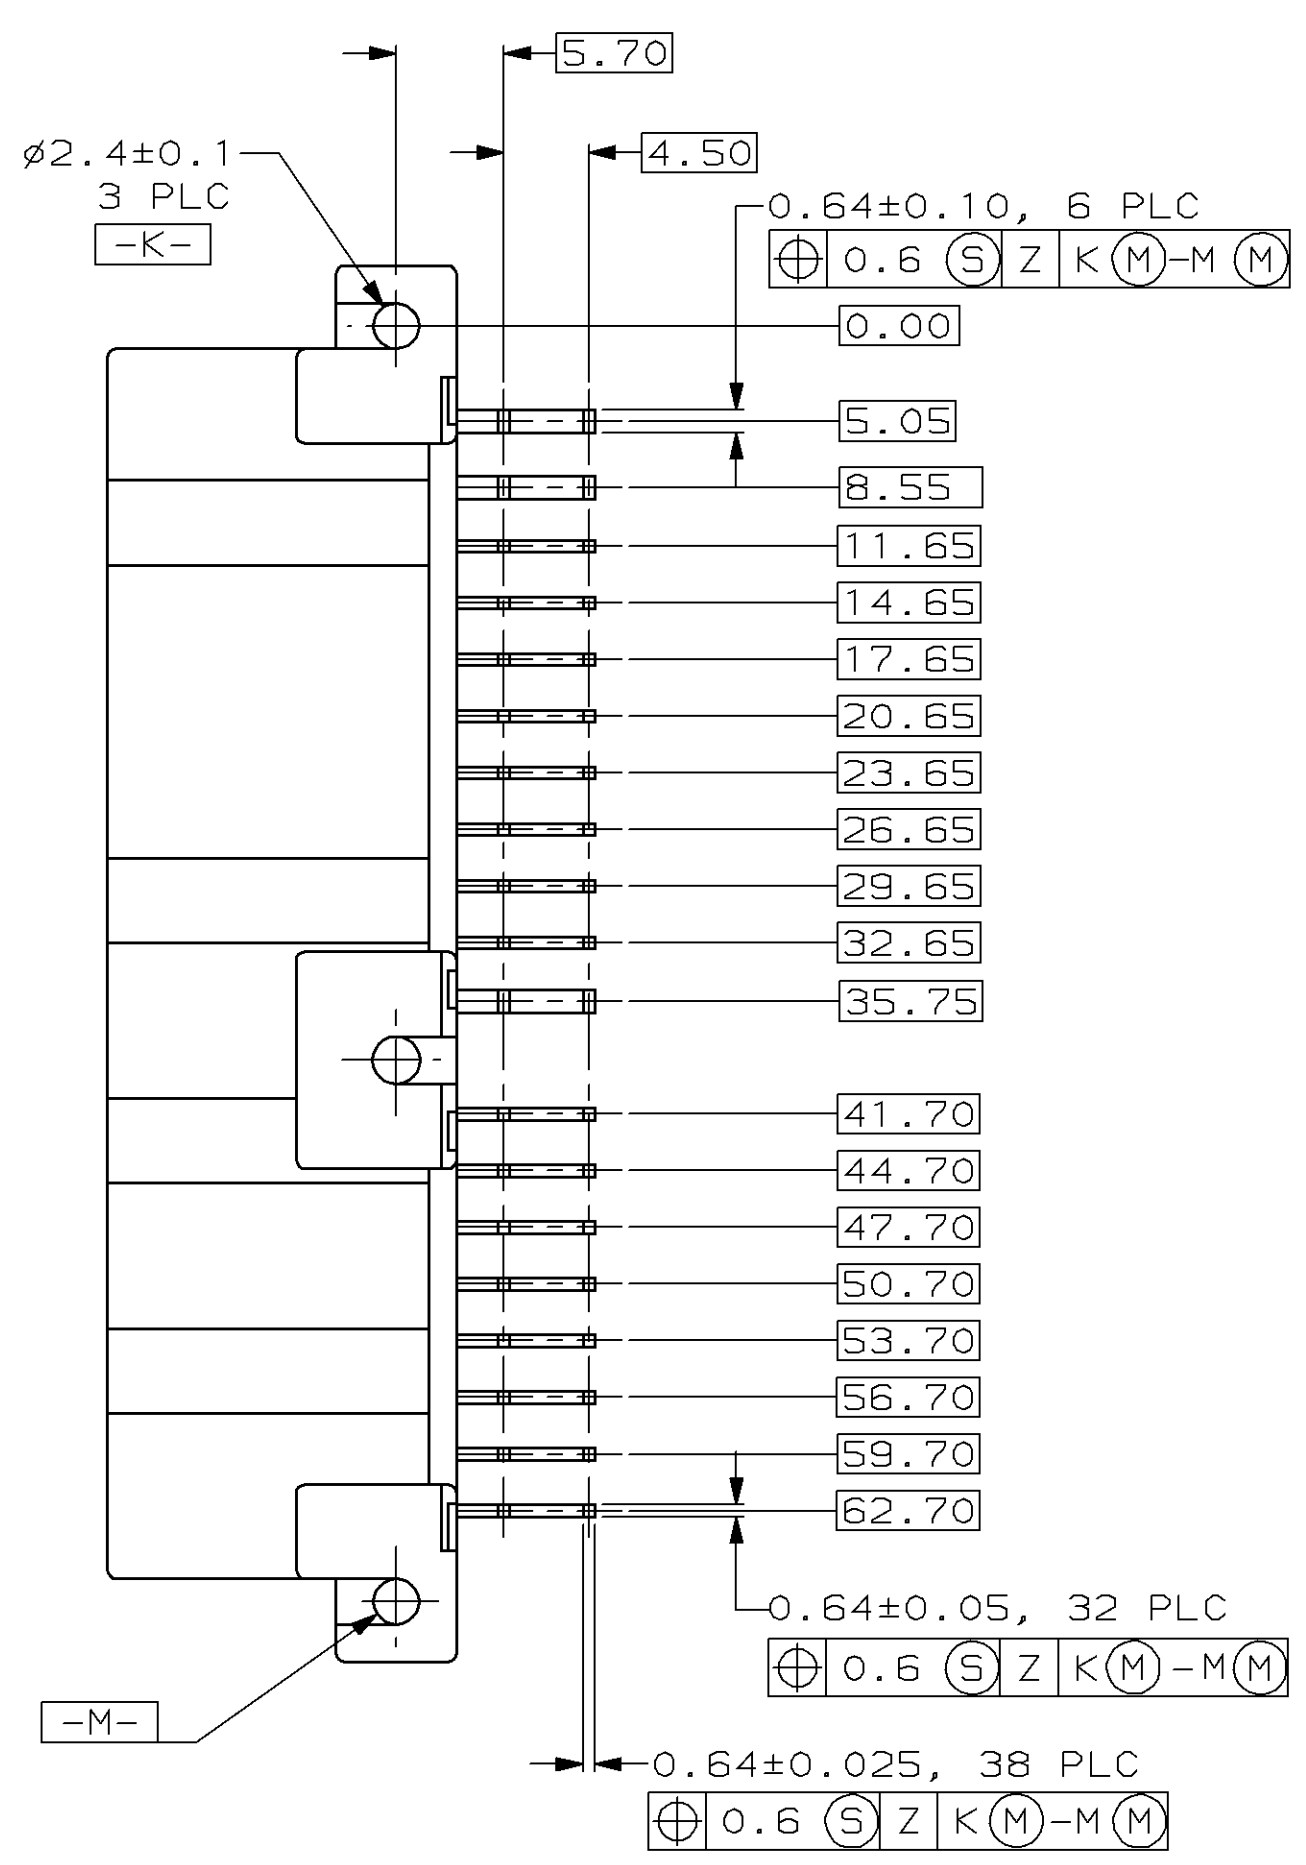 5.70
4.50
⌀2.4±0.1
3 PLC
-K-
0.64±0.10, 6 PLC
⌖ 0.6 Ⓢ Z K Ⓜ-M Ⓜ
0.00
5.05
8.55
11.65
14.65
17.65
20.65
23.65
26.65
29.65
32.65
35.75
41.70
44.70
47.70
50.70
53.70
56.70
59.70
62.70
0.64±0.05, 32 PLC
⌖ 0.6 Ⓢ Z K Ⓜ-M Ⓜ
-M-
0.64±0.025, 38 PLC
⌖ 0.6 Ⓢ Z K Ⓜ-M Ⓜ